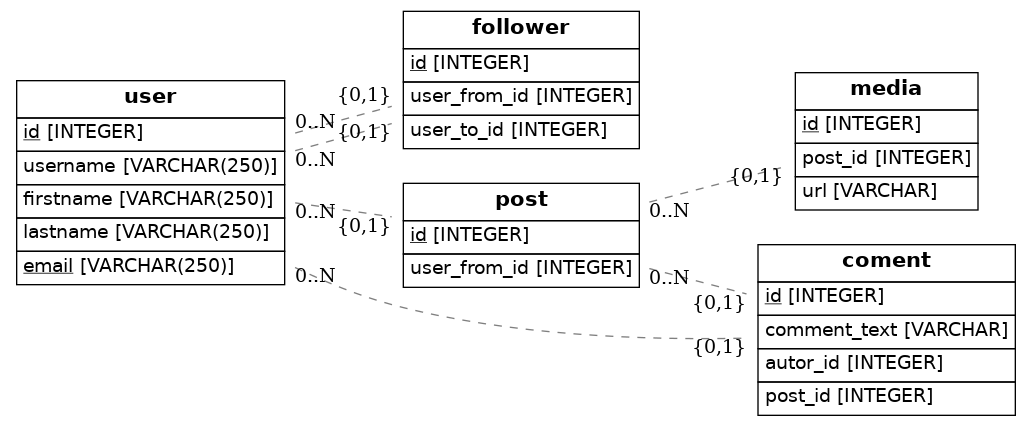 user
id [INTEGER]
username [VARCHAR(250)]
firstname [VARCHAR(250)]
lastname [VARCHAR(250)]
email [VARCHAR(250)]
0..N
0..N
0..N
0..N
{0,1}
{0,1}
{0,1}
follower
id [INTEGER]
user_from_id [INTEGER]
user_to_id [INTEGER]
post
id [INTEGER]
user_from_id [INTEGER]
0..N
0..N
{0,1}
{0,1}
{0,1}
media
id [INTEGER]
post_id [INTEGER]
url [VARCHAR]
coment
id [INTEGER]
comment_text [VARCHAR]
autor_id [INTEGER]
post_id [INTEGER]